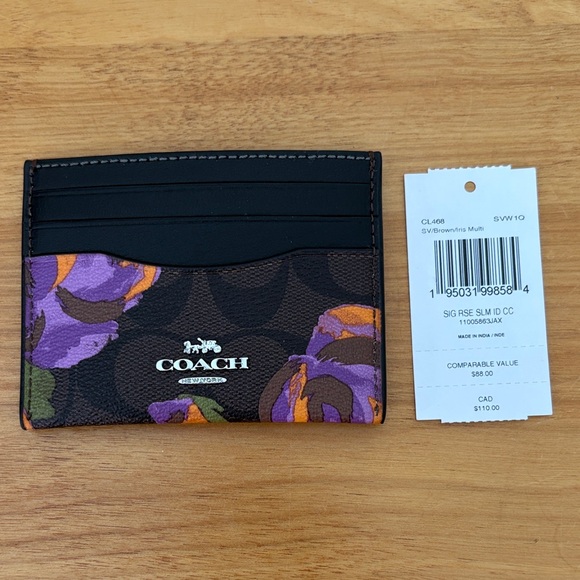 COACH
NEW YORK
CL468 SVW1Q
SV/Brown/Iris Multi
1 95031 99858 4
SIG RSE SLM ID CC
11005863JAX
MADE IN INDIA / INDE
COMPARABLE VALUE
$88.00
CAD
$110.00